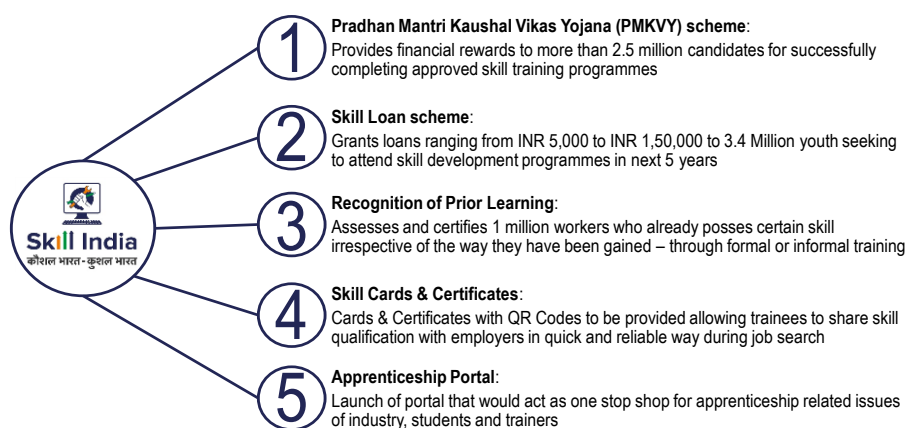 1
Pradhan Mantri Kaushal Vikas Yojana (PMKVY) scheme:
Provides financial rewards to more than 2.5 million candidates for successfully
completing approved skill training programmes
2
Skill Loan scheme:
Grants loans ranging from INR 5,000 to INR 1,50,000 to 3.4 Million youth seeking
to attend skill development programmes in next 5 years
Skill India
कौशल भारत-कुशल भारत
3
Recognition of Prior Learning:
Assesses and certifies 1 million workers who already posses certain skill
irrespective of the way they have been gained – through formal or informal training
4
Skill Cards & Certificates:
Cards & Certificates with QR Codes to be provided allowing trainees to share skill
qualification with employers in quick and reliable way during job search
5
Apprenticeship Portal:
Launch of portal that would act as one stop shop for apprenticeship related issues
of industry, students and trainers